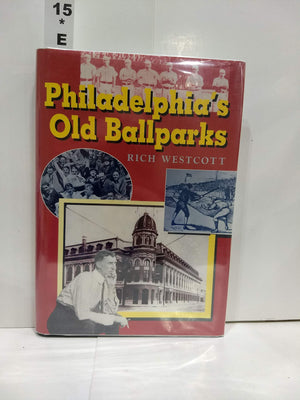 15
*
E
Philadelphia's
Old Ballparks
RICH WESTCOTT